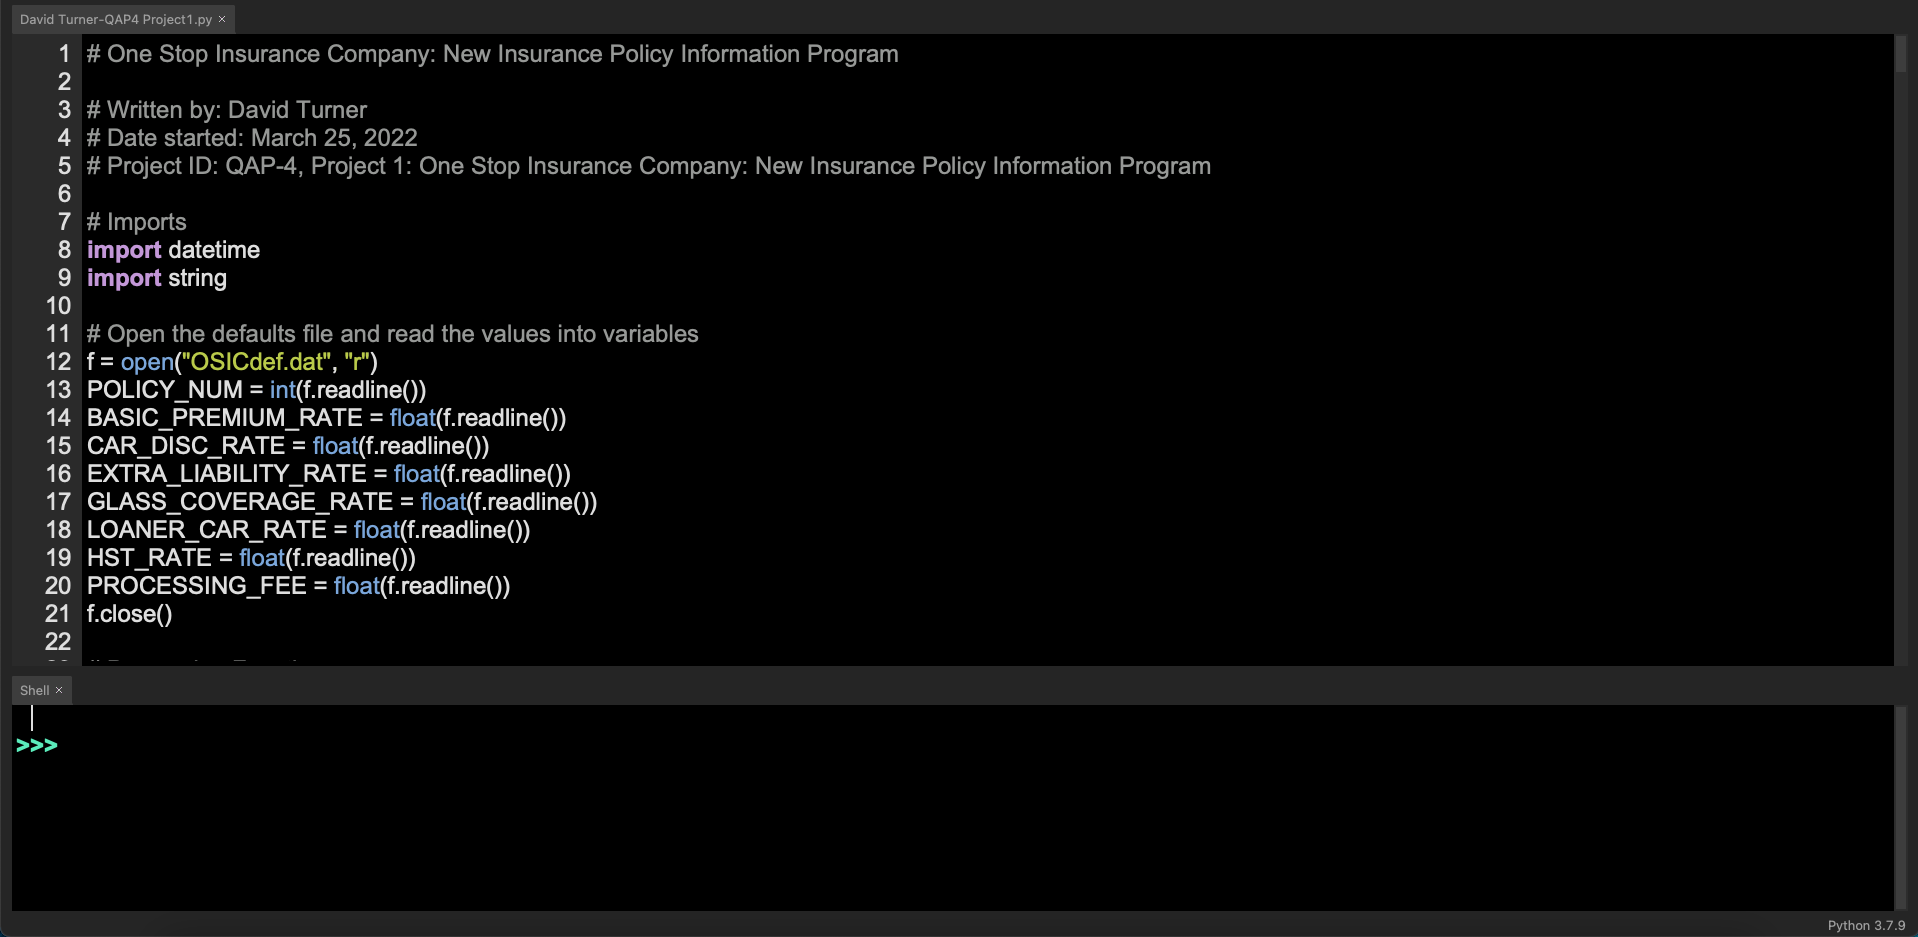 David Turner-QAP4 Project1.py ×
1 # One Stop Insurance Company: New Insurance Policy Information Program
2
3 # Written by: David Turner
4 # Date started: March 25, 2022
5 # Project ID: QAP-4, Project 1: One Stop Insurance Company: New Insurance Policy Information Program
6
7 # Imports
8 import datetime
9 import string
10
11 # Open the defaults file and read the values into variables
12 f = open("OSICdef.dat", "r")
13 POLICY_NUM = int(f.readline())
14 BASIC_PREMIUM_RATE = float(f.readline())
15 CAR_DISC_RATE = float(f.readline())
16 EXTRA_LIABILITY_RATE = float(f.readline())
17 GLASS_COVERAGE_RATE = float(f.readline())
18 LOANER_CAR_RATE = float(f.readline())
19 HST_RATE = float(f.readline())
20 PROCESSING_FEE = float(f.readline())
21 f.close()
22
Shell ×
>>>
Python 3.7.9